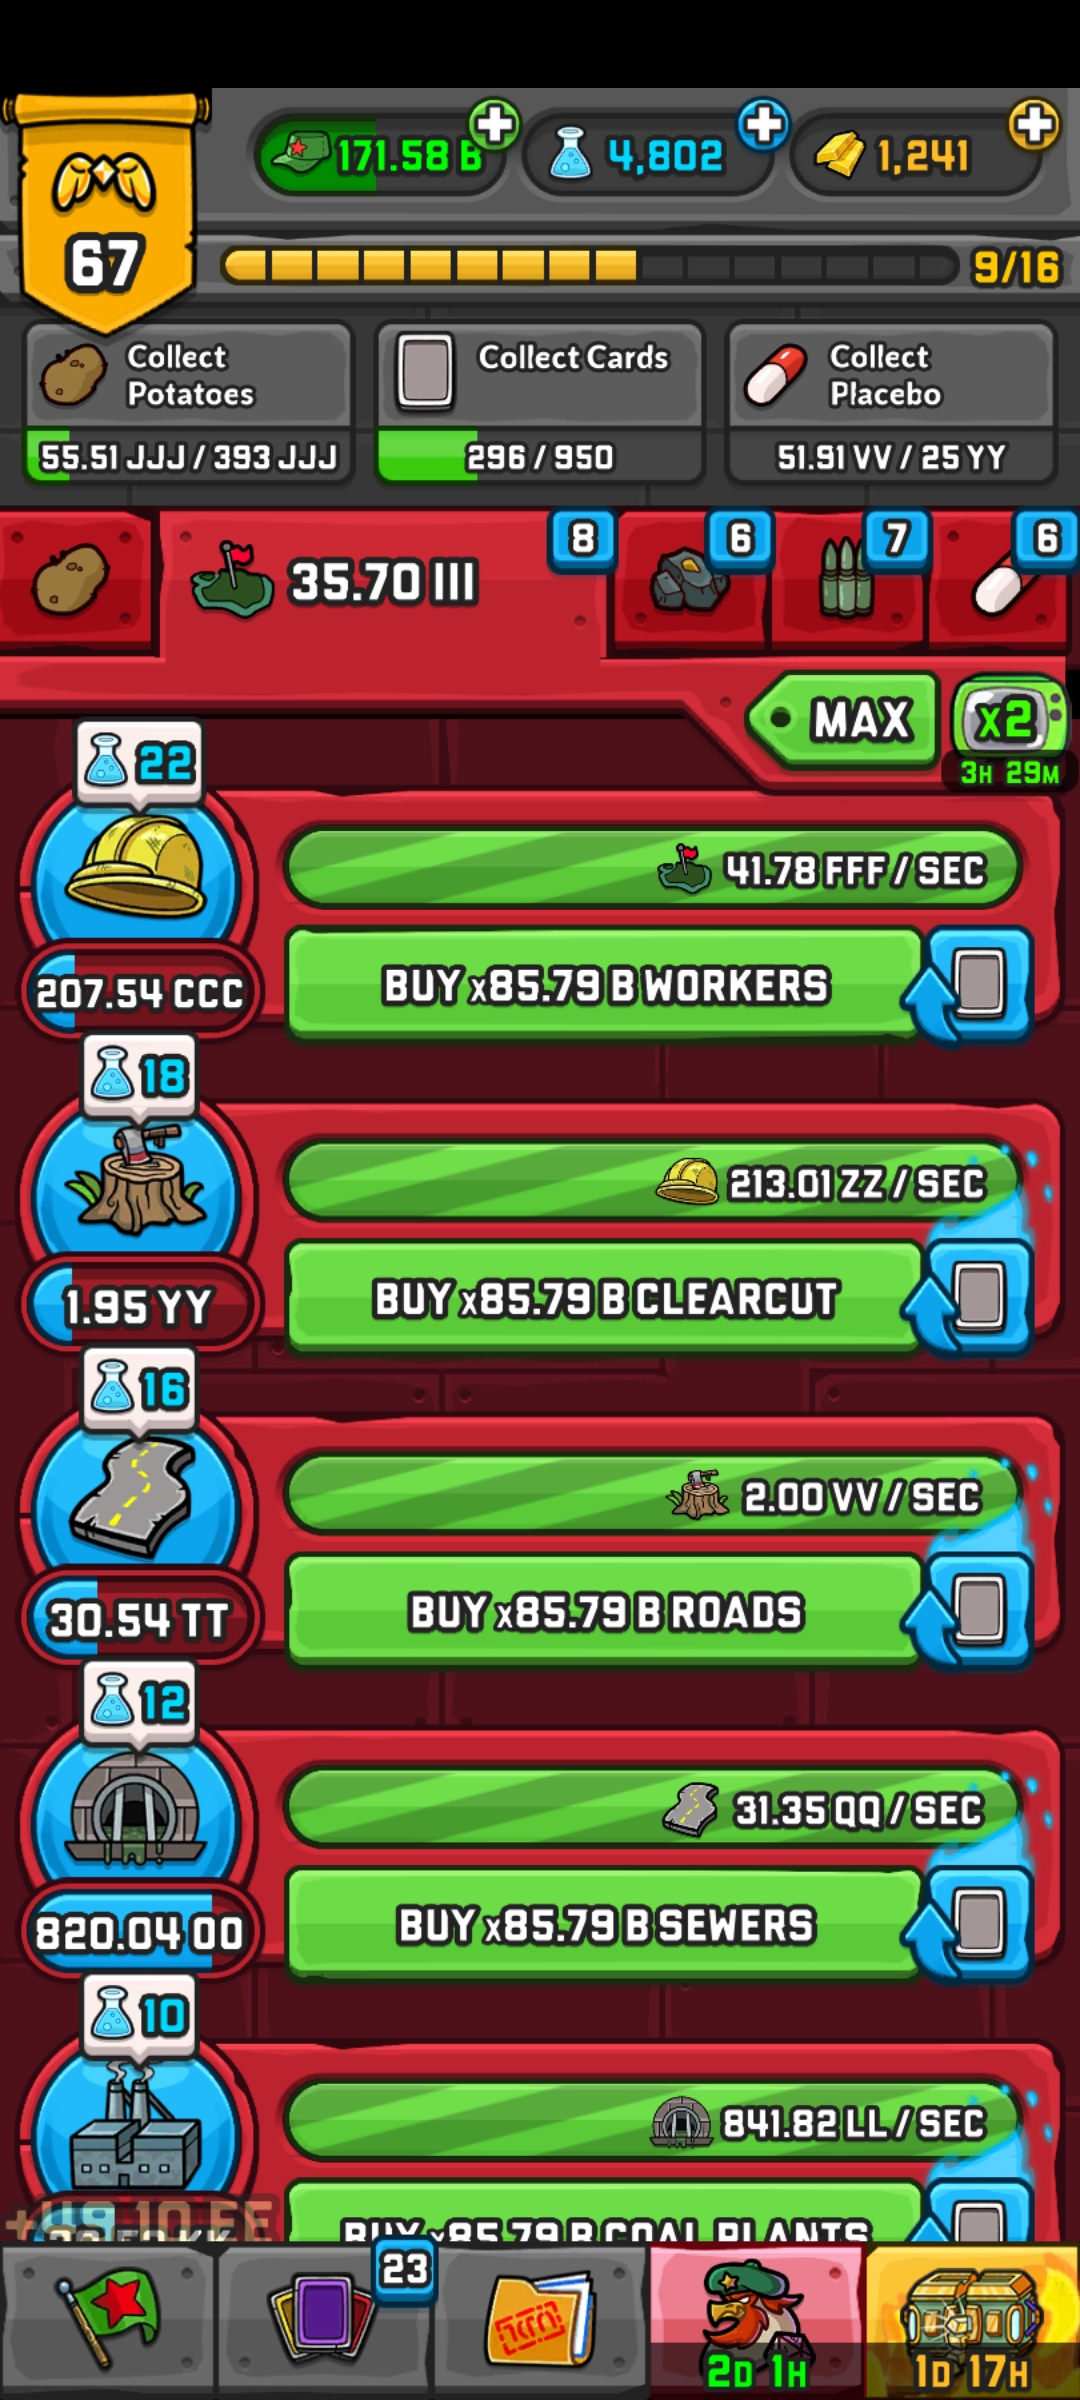 171.58 B
4,802
1,241
67
9/16
Collect
Potatoes
55.51 JJJ / 393 JJJ
Collect Cards
296 / 950
Collect
Placebo
51.91 VV / 25 YY
35.70 III
8
6
7
6
MAX
x2
3H 29M
22
41.78 FFF / SEC
BUY x85.79 B WORKERS
207.54 CCC
18
213.01 ZZ / SEC
BUY x85.79 B CLEARCUT
1.95 YY
16
2.00 VV / SEC
BUY x85.79 B ROADS
30.54 TT
12
31.35 QQ / SEC
BUY x85.79 B SEWERS
820.04 OO
10
841.82 LL / SEC
BUY x85.79 B COAL PLANTS
23
2D 1H
1D 17H